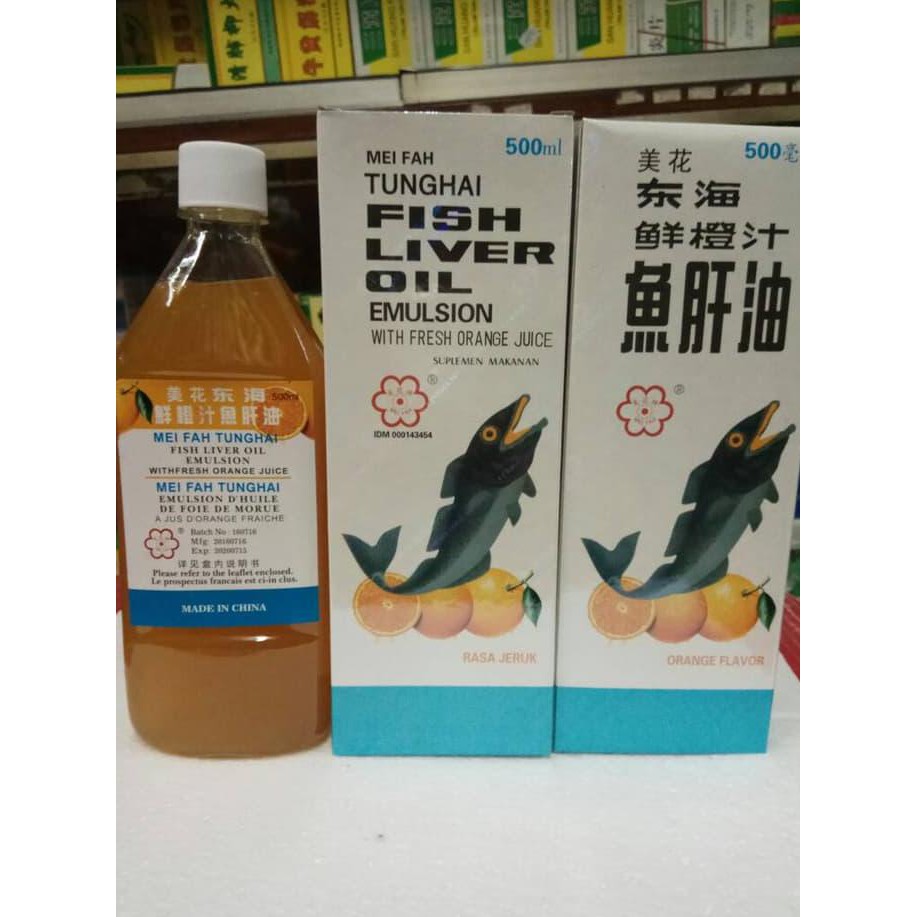 美花东海
500ml
鮮橙汁魚肝油
MEI FAH TUNGHAI
FISH LIVER OIL
EMULSION
WITHFRESH ORANGE JUICE
MEI FAH TUNGHAI
EMULSION D'HUILE
DE FOIE DE MORUE
A JUS D'ORANGE FRAICHE
®
Batch No 160716
Mfg: 20160716
Exp: 20200715
详见盒内说明书
Please refer to the leaflet enclosed.
Le prospectus francais est ci-in clus.
MADE IN CHINA
500ml
MEI FAH
TUNGHAI
FISH
LIVER
OIL
EMULSION
WITH FRESH ORANGE JUICE
SUPLEMEN MAKANAN
®
IDM 000143454
RASA JERUK
500毫
美花
东海
鲜橙汁
魚肝油
®
ORANGE FLAVOR